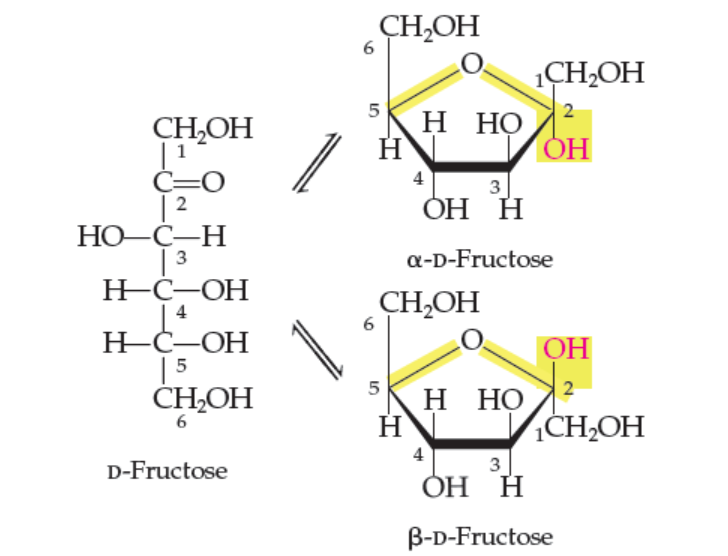 CH₂OH
1
C=O
2
HO—C—H
3
H—C—OH
4
H—C—OH
5
CH₂OH
6
D-Fructose
CH₂OH
6
O
1CH₂OH
5
H
HO
2
H
OH
4
3
OH
H
α-D-Fructose
CH₂OH
6
O
OH
5
H
HO
2
H
1CH₂OH
4
3
OH
H
β-D-Fructose